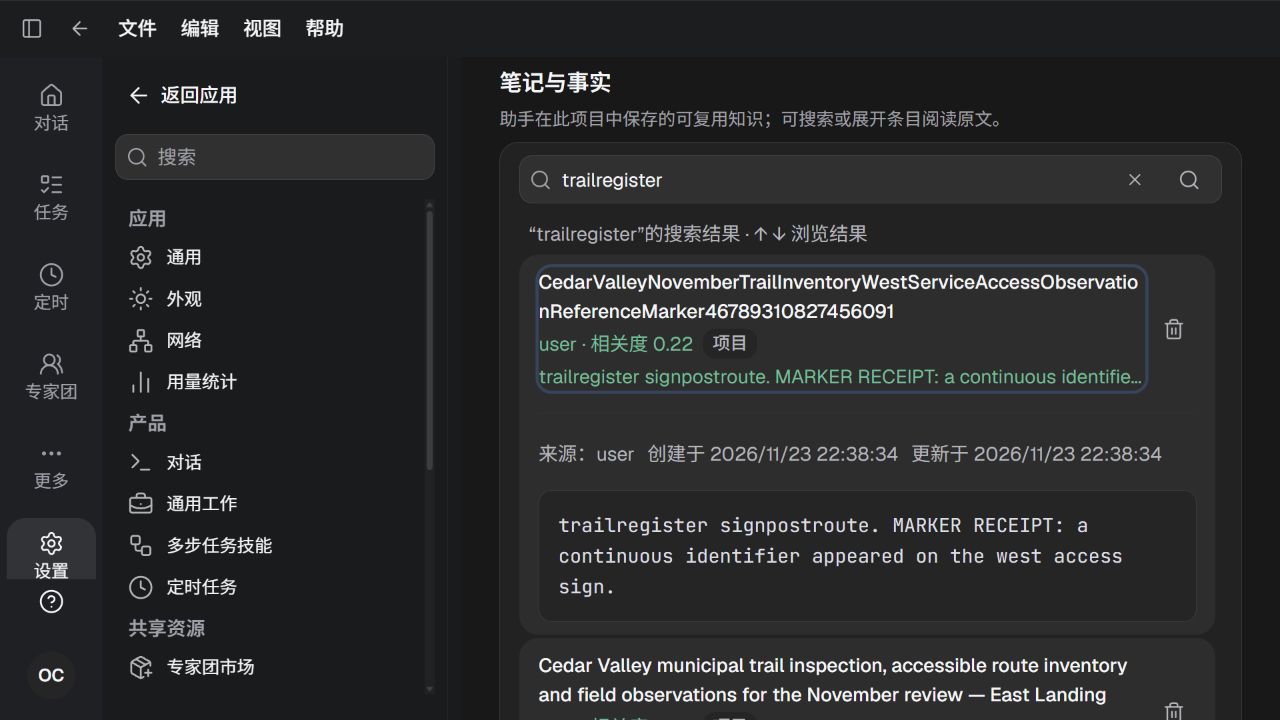 文件 编辑 视图 帮助
对话
任务
定时
专家团
更多
设置
OC
返回应用
搜索
应用
通用
外观
网络
用量统计
产品
对话
通用工作
多步任务技能
定时任务
共享资源
专家团市场
笔记与事实
助手在此项目中保存的可复用知识；可搜索或展开条目阅读原文。
trailregister
“trailregister”的搜索结果 · ↑↓ 浏览结果
CedarValleyNovemberTrailInventoryWestServiceAccessObservatio
nReferenceMarker46789310827456091
user · 相关度 0.22 项目
trailregister signpostroute. MARKER RECEIPT: a continuous identifie…
来源：user 创建于 2026/11/23 22:38:34 更新于 2026/11/23 22:38:34
trailregister signpostroute. MARKER RECEIPT: a
continuous identifier appeared on the west access
sign.
Cedar Valley municipal trail inspection, accessible route inventory
and field observations for the November review — East Landing